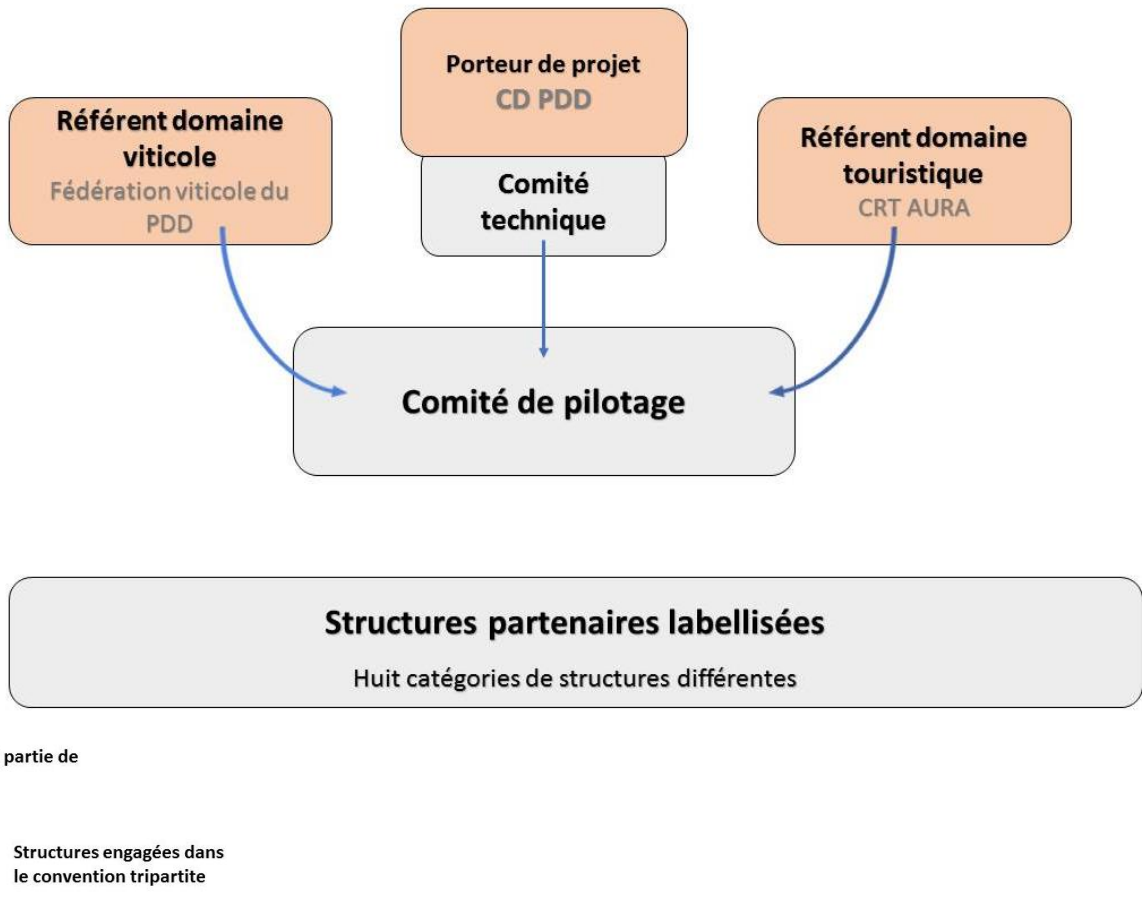 Porteur de projet
CD PDD
Référent domaine
viticole
Fédération viticole du
PDD
Référent domaine
touristique
CRT AURA
Comité
technique
Comité de pilotage
Structures partenaires labellisées
Huit catégories de structures différentes
partie de
Structures engagées dans
le convention tripartite